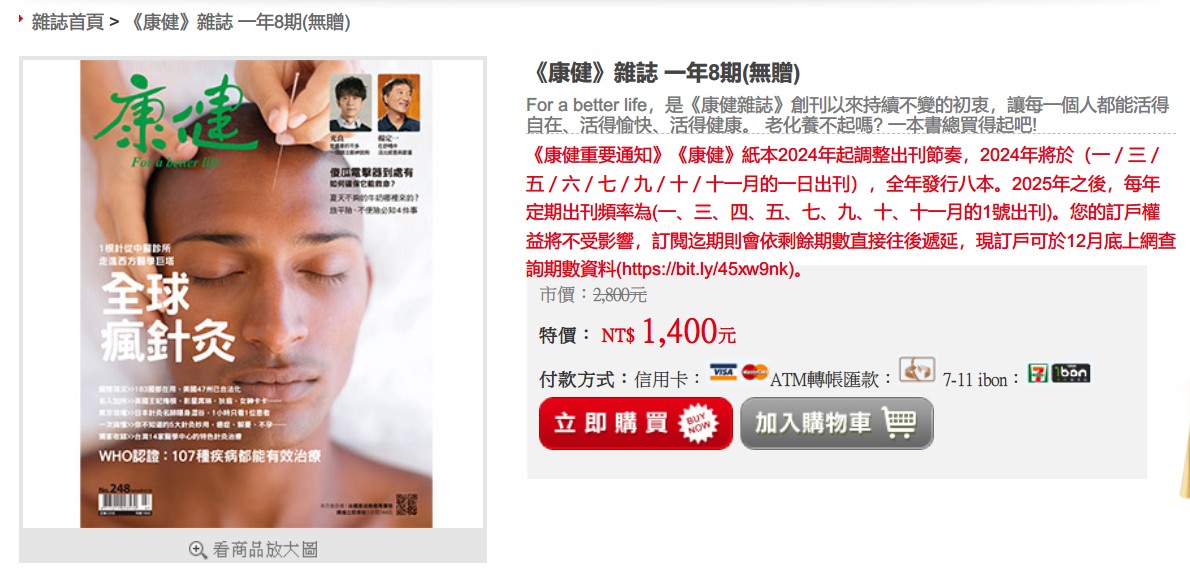 雜誌首頁 > 《康健》雜誌 一年8期(無贈)
康健
For a better life
傻瓜電擊器到處有
如何確保它能救命?
夏天不夠的牛奶哪裡來的?
1根針從中醫診所
走進西方醫學巨塔
全球
瘋針灸
WHO認證：107種疾病都能有效治療
No.248
看商品放大圖
《康健》雜誌 一年8期(無贈)
For a better life，是《康健雜誌》創刊以來持續不變的初衷，讓每一個人都能活得
自在、活得愉快、活得健康。 老化養不起嗎? 一本書總買得起吧!
《康健重要通知》《康健》紙本2024年起調整出刊節奏，2024年將於（一 / 三 /
五 / 六 / 七 / 九 / 十 / 十一月的一日出刊），全年發行八本。2025年之後，每年
定期出刊頻率為(一、三、四、五、七、九、十、十一月的1號出刊)。您的訂戶權
益將不受影響，訂閱迄期則會依剩餘期數直接往後遞延，現訂戶可於12月底上網查
詢期數資料(https://bit.ly/45xw9nk)。
市價：2,800元
特價： NT$ 1,400元
付款方式：信用卡： VISA MasterCard ATM轉帳匯款： 7-11 ibon： 7 ibon
立即購買 BUY NOW 加入購物車